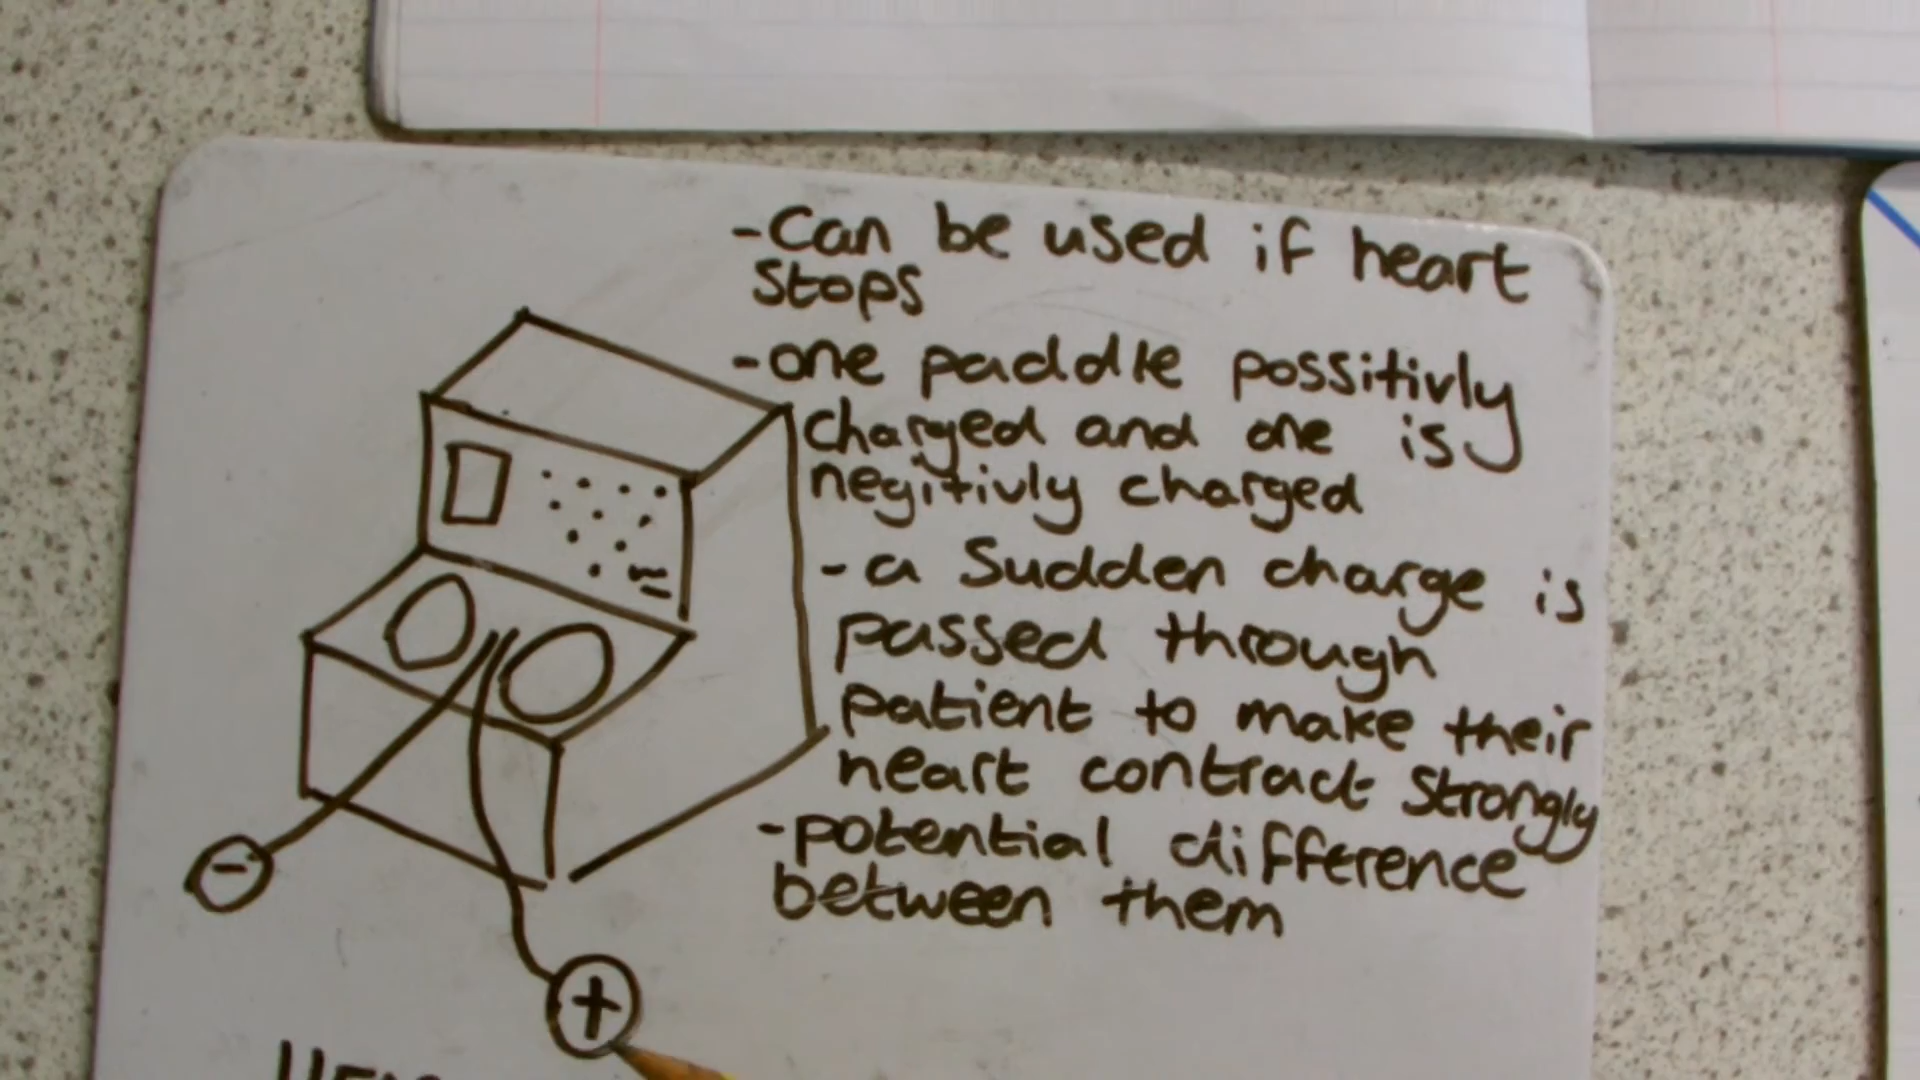 -Can be used if heart
stops
-one paddle possitivly
charged and one is
negitivly charged
-a Sudden charge is
passed through
patient to make their
heart contract strongly
-potential difference
between them
-
+